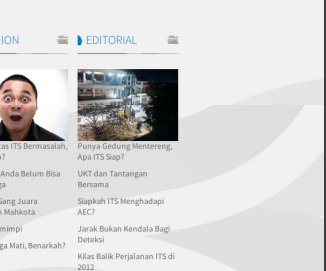 ION
EDITORIAL
tas ITS Bermasalah,
?
Anda Belum Bisa
ga
Sang Juara
n Mahkota
mimpi
ga Mati, Benarkah?
Punya Gedung Mentereng,
Apa ITS Siap?
UKT dan Tantangan
Bersama
Siapkah ITS Menghadapi
AEC?
Jarak Bukan Kendala Bagi
Deteksi
Kilas Balik Perjalanan ITS di
2012